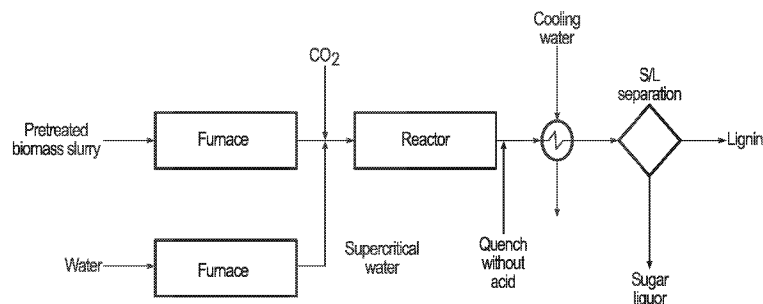 Cooling
water
CO2
S/L
separation
Pretreated
biomass slurry
Furnace
Reactor
Lignin
Water
Furnace
Supercritical
water
Quench
without
acid
Sugar
liquor